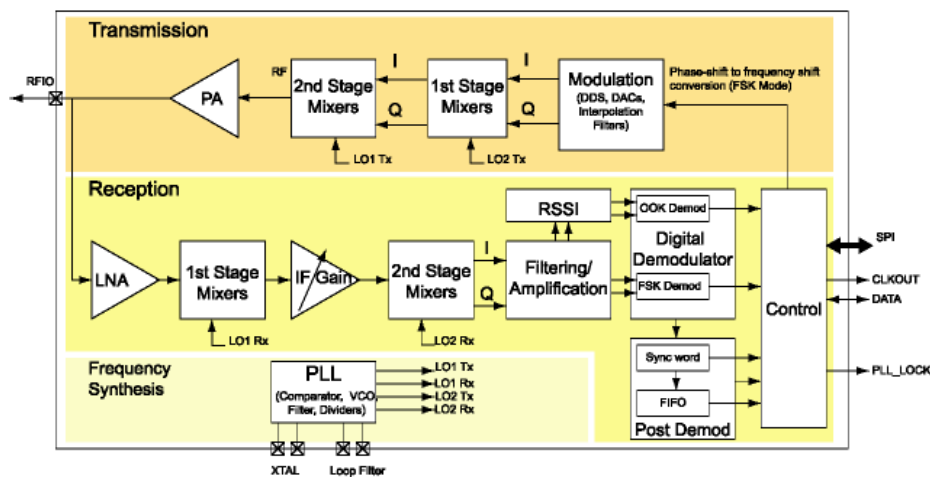 Transmission
RFIO
PA
RF
2nd Stage
Mixers
I
Q
LO1 Tx
1st Stage
Mixers
I
Q
LO2 Tx
Modulation
(DDS, DACs,
Interpolation
Filters)
Phase-shift to frequency shift
conversion (FSK Mode)
Reception
LNA
1st Stage
Mixers
LO1 Rx
IF Gain
2nd Stage
Mixers
LO2 Rx
I
Q
RSSI
Filtering/
Amplification
OOK Demod
Digital
Demodulator
FSK Demod
Sync word
FIFO
Post Demod
Control
SPI
CLKOUT
DATA
PLL_LOCK
Frequency
Synthesis
PLL
(Comparator, VCO,
Filter, Dividers)
LO1 Tx
LO1 Rx
LO2 Tx
LO2 Rx
XTAL
Loop Filter